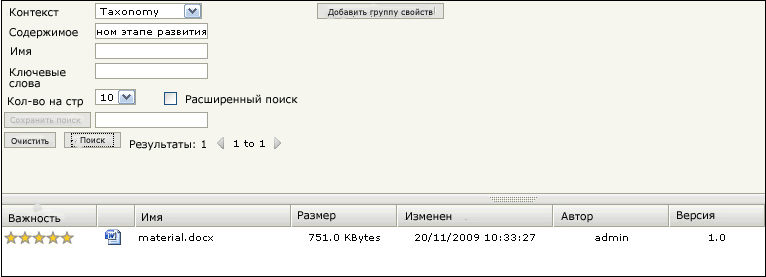 Контекст Taxonomy Добавить группу свойств
Содержимое ном этапе развития
Имя
Ключевые
слова
Кол-во на стр 10 Расширенный поиск
Сохранить поиск
Очистить Поиск Результаты: 1 1 to 1
Важность Имя Размер Изменен Автор Версия
material.docx 751.0 KBytes 20/11/2009 10:33:27 admin 1.0